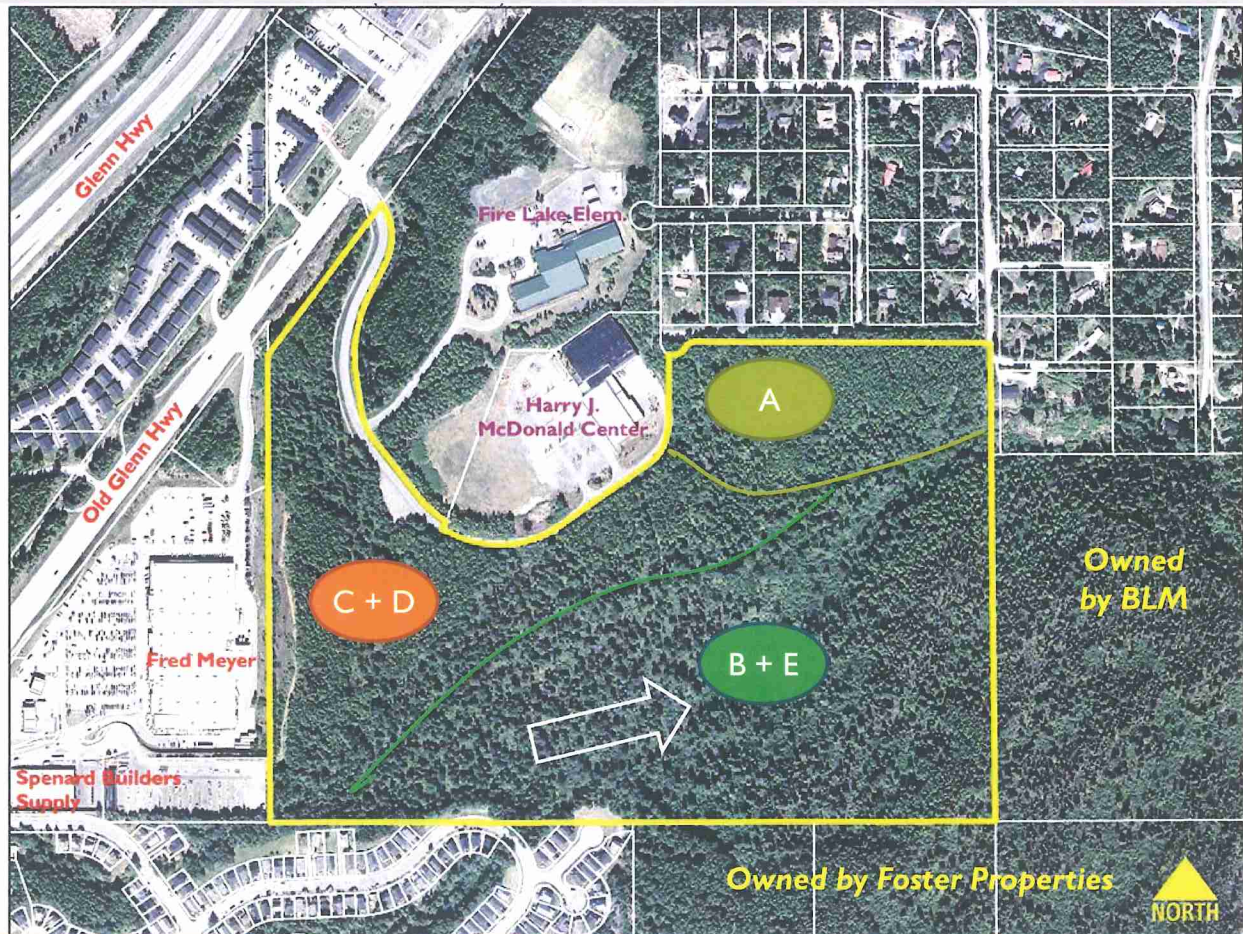 Glenn Hwy
Fire Lake Elem.
Harry J.
McDonald Center
A
Old Glenn Hwy
C + D
Owned
by BLM
Fred Meyer
B + E
Spenard Builders
Supply
Owned by Foster Properties
NORTH